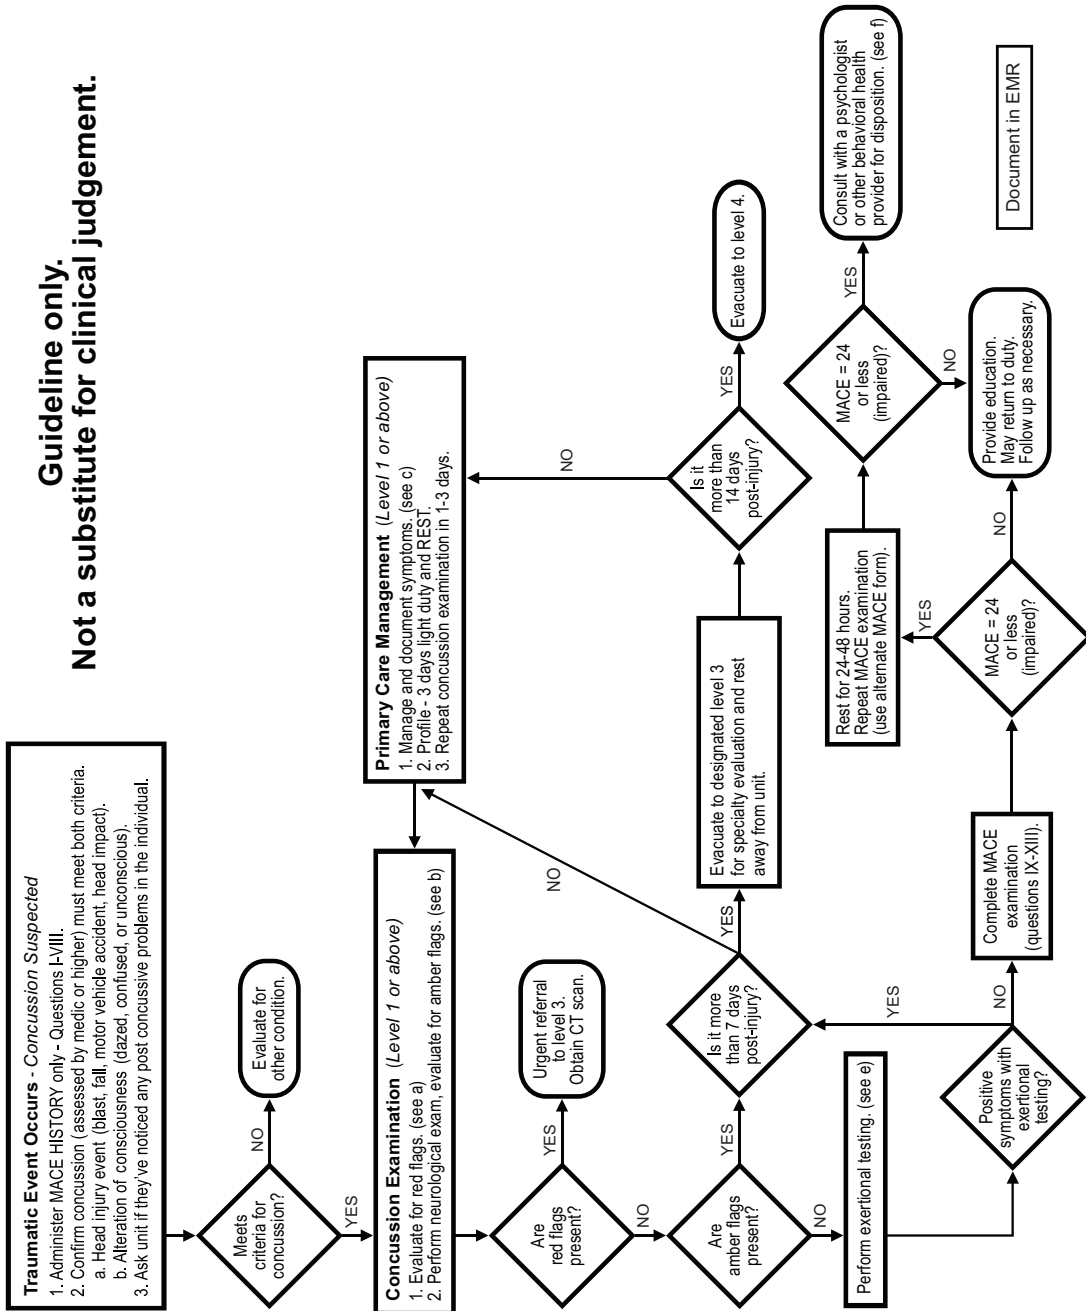 Guideline only.
Not a substitute for clinical judgement.
Traumatic Event Occurs - Concussion Suspected
1. Administer MACE HISTORY only - Questions I-VIII.
2. Confirm concussion (assessed by medic or higher) must meet both criteria.
a. Head injury event (blast, fall, motor vehicle accident, head impact).
b. Alteration of consciousness (dazed, confused, or unconscious).
3. Ask unit if they've noticed any post concussive problems in the individual.
Meets
criteria for
concussion?
NO
Evaluate for
other condition.
YES
Concussion Examination (Level 1 or above)
1. Evaluate for red flags. (see a)
2. Perform neurological exam, evaluate for amber flags. (see b)
Primary Care Management (Level 1 or above)
1. Manage and document symptoms. (see c)
2. Profile - 3 days light duty and REST.
3. Repeat concussion examination in 1-3 days.
Are
red flags
present?
YES
Urgent referral
to level 3.
Obtain CT scan.
NO
Are
amber flags
present?
YES
Is it more
than 7 days
post-injury?
NO
YES
Evacuate to designated level 3
for specialty evaluation and rest
away from unit.
Is it
more than
14 days
post-injury?
NO
YES
Evacuate to level 4.
NO
Perform exertional testing. (see e)
Positive
symptoms with
exertional
testing?
YES
NO
Complete MACE
examination
(questions IX-XIII).
MACE = 24
or less
(impaired)?
YES
Rest for 24-48 hours.
Repeat MACE examination
(use alternate MACE form).
NO
MACE = 24
or less
(impaired)?
YES
Consult with a psychologist
or other behavioral health
provider for disposition. (see f)
NO
Provide education.
May return to duty.
Follow up as necessary.
Document in EMR